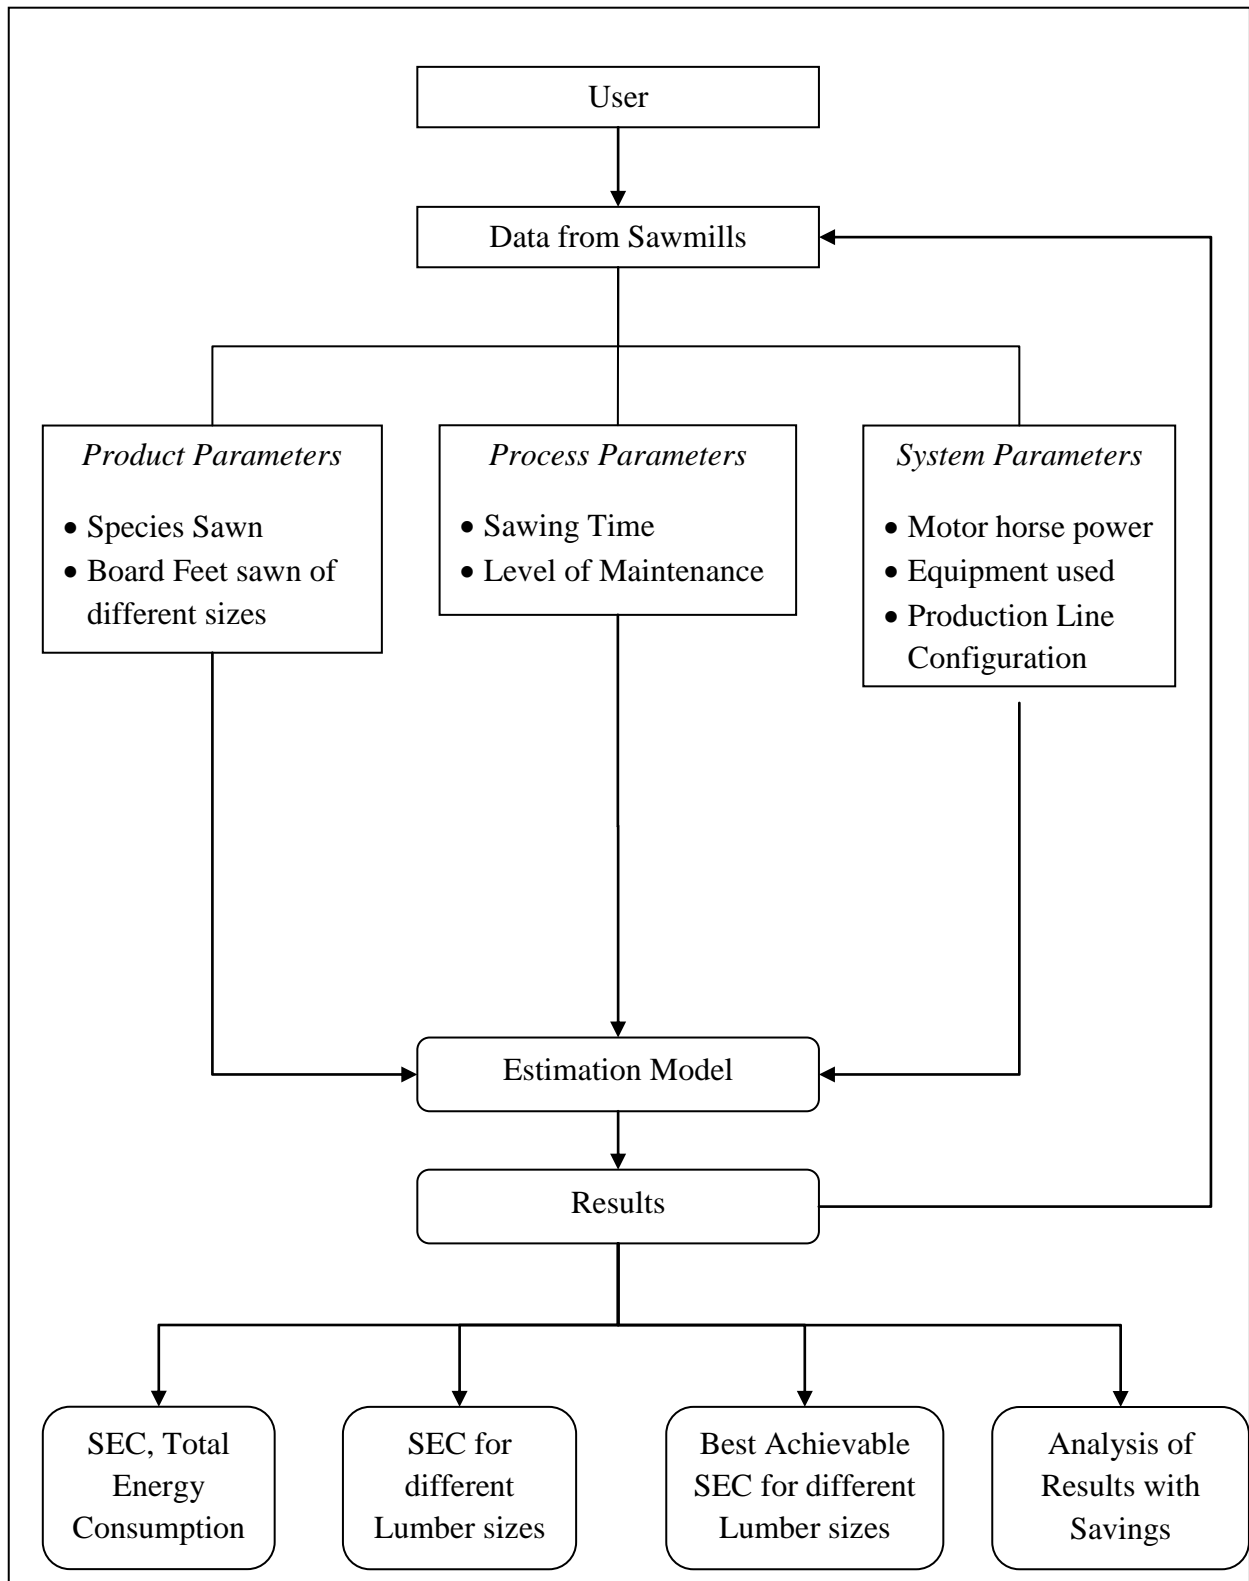 User
Data from Sawmills
Product Parameters
• Species Sawn
• Board Feet sawn of
different sizes
Process Parameters
• Sawing Time
• Level of Maintenance
System Parameters
• Motor horse power
• Equipment used
• Production Line
Configuration
Estimation Model
Results
SEC, Total
Energy
Consumption
SEC for
different
Lumber sizes
Best Achievable
SEC for different
Lumber sizes
Analysis of
Results with
Savings